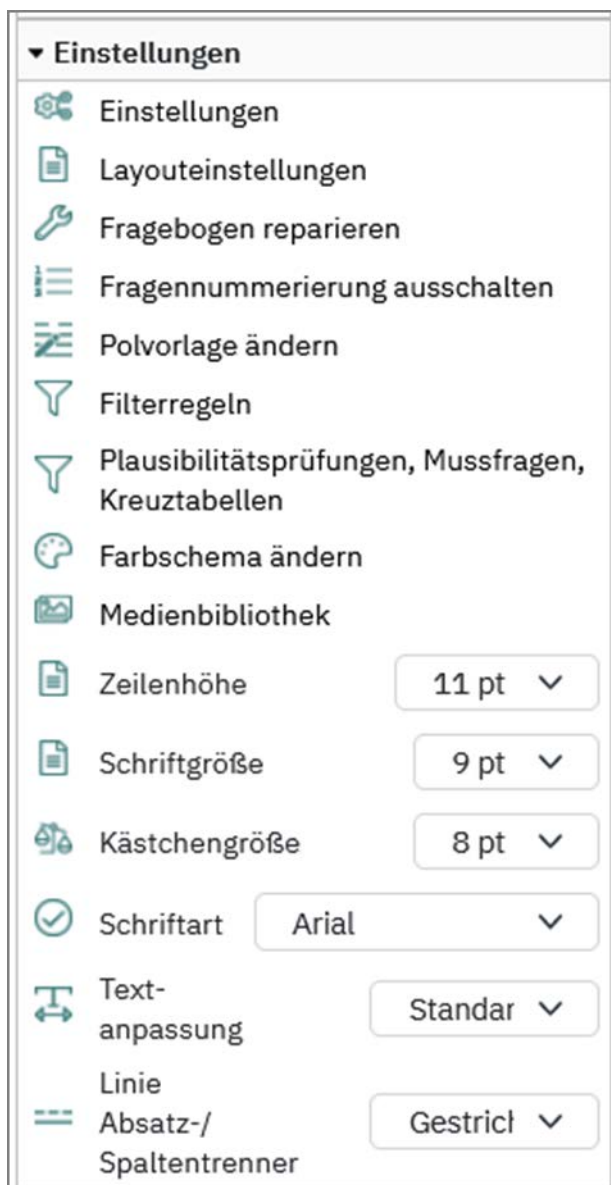 Einstellungen
Einstellungen
Layouteinstellungen
Fragebogen reparieren
Fragennummerierung ausschalten
Polvorlage ändern
Filterregeln
Plausibilitätsprüfungen, Mussfragen,
Kreuztabellen
Farbschema ändern
Medienbibliothek
Zeilenhöhe 11 pt
Schriftgröße 9 pt
Kästchengröße 8 pt
Schriftart Arial
Text-
anpassung Standar
Linie
Absatz-/ Gestrich
Spaltentrenner